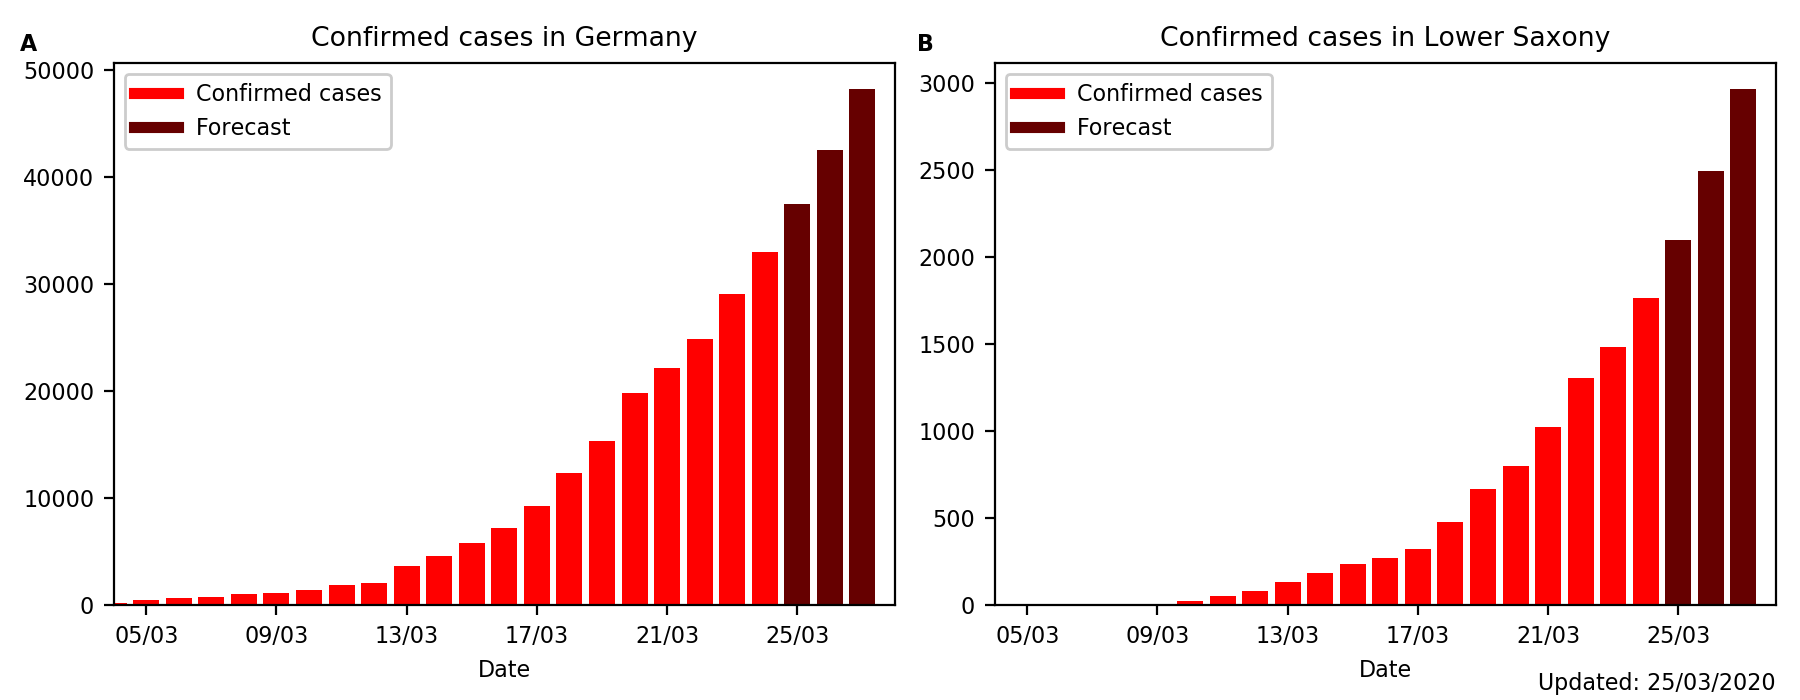 A
Confirmed cases in Germany
50000
40000
30000
20000
10000
0
Confirmed cases
Forecast
05/03 09/03 13/03 17/03 21/03 25/03
Date
B
Confirmed cases in Lower Saxony
3000
2500
2000
1500
1000
500
0
Confirmed cases
Forecast
05/03 09/03 13/03 17/03 21/03 25/03
Date
Updated: 25/03/2020